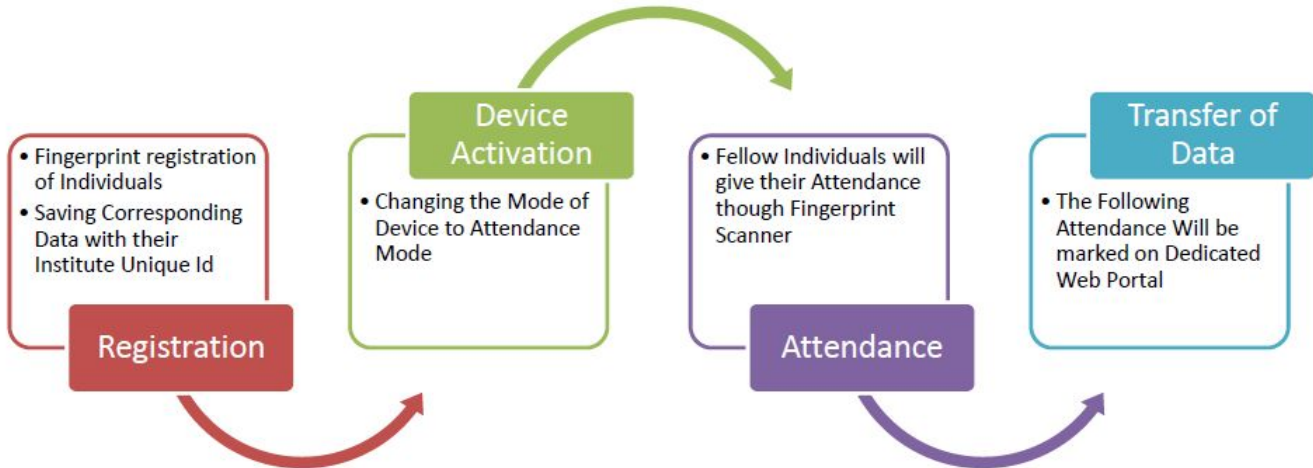 • Fingerprint registration
of Individuals
• Saving Corresponding
Data with their
Institute Unique Id
Registration
Device
Activation
• Changing the Mode of
Device to Attendance
Mode
• Fellow Individuals will
give their Attendance
though Fingerprint
Scanner
Attendance
Transfer of
Data
• The Following
Attendance Will be
marked on Dedicated
Web Portal